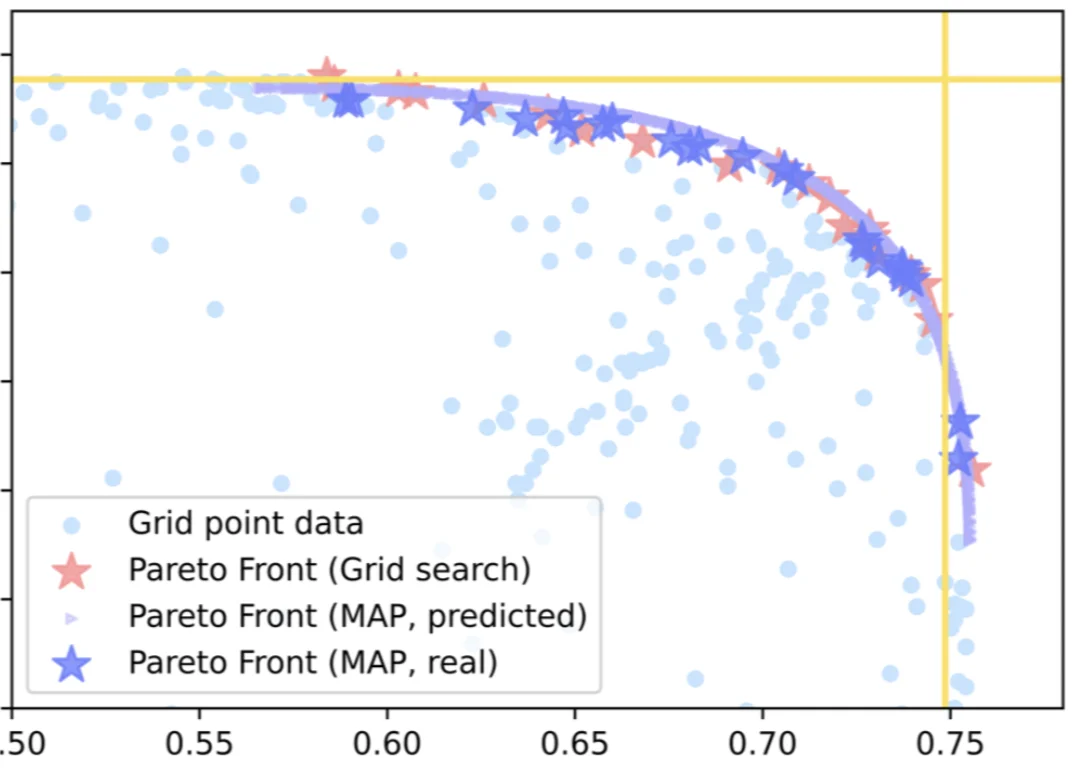 Grid point data
Pareto Front (Grid search)
Pareto Front (MAP, predicted)
Pareto Front (MAP, real)
.50 0.55 0.60 0.65 0.70 0.75